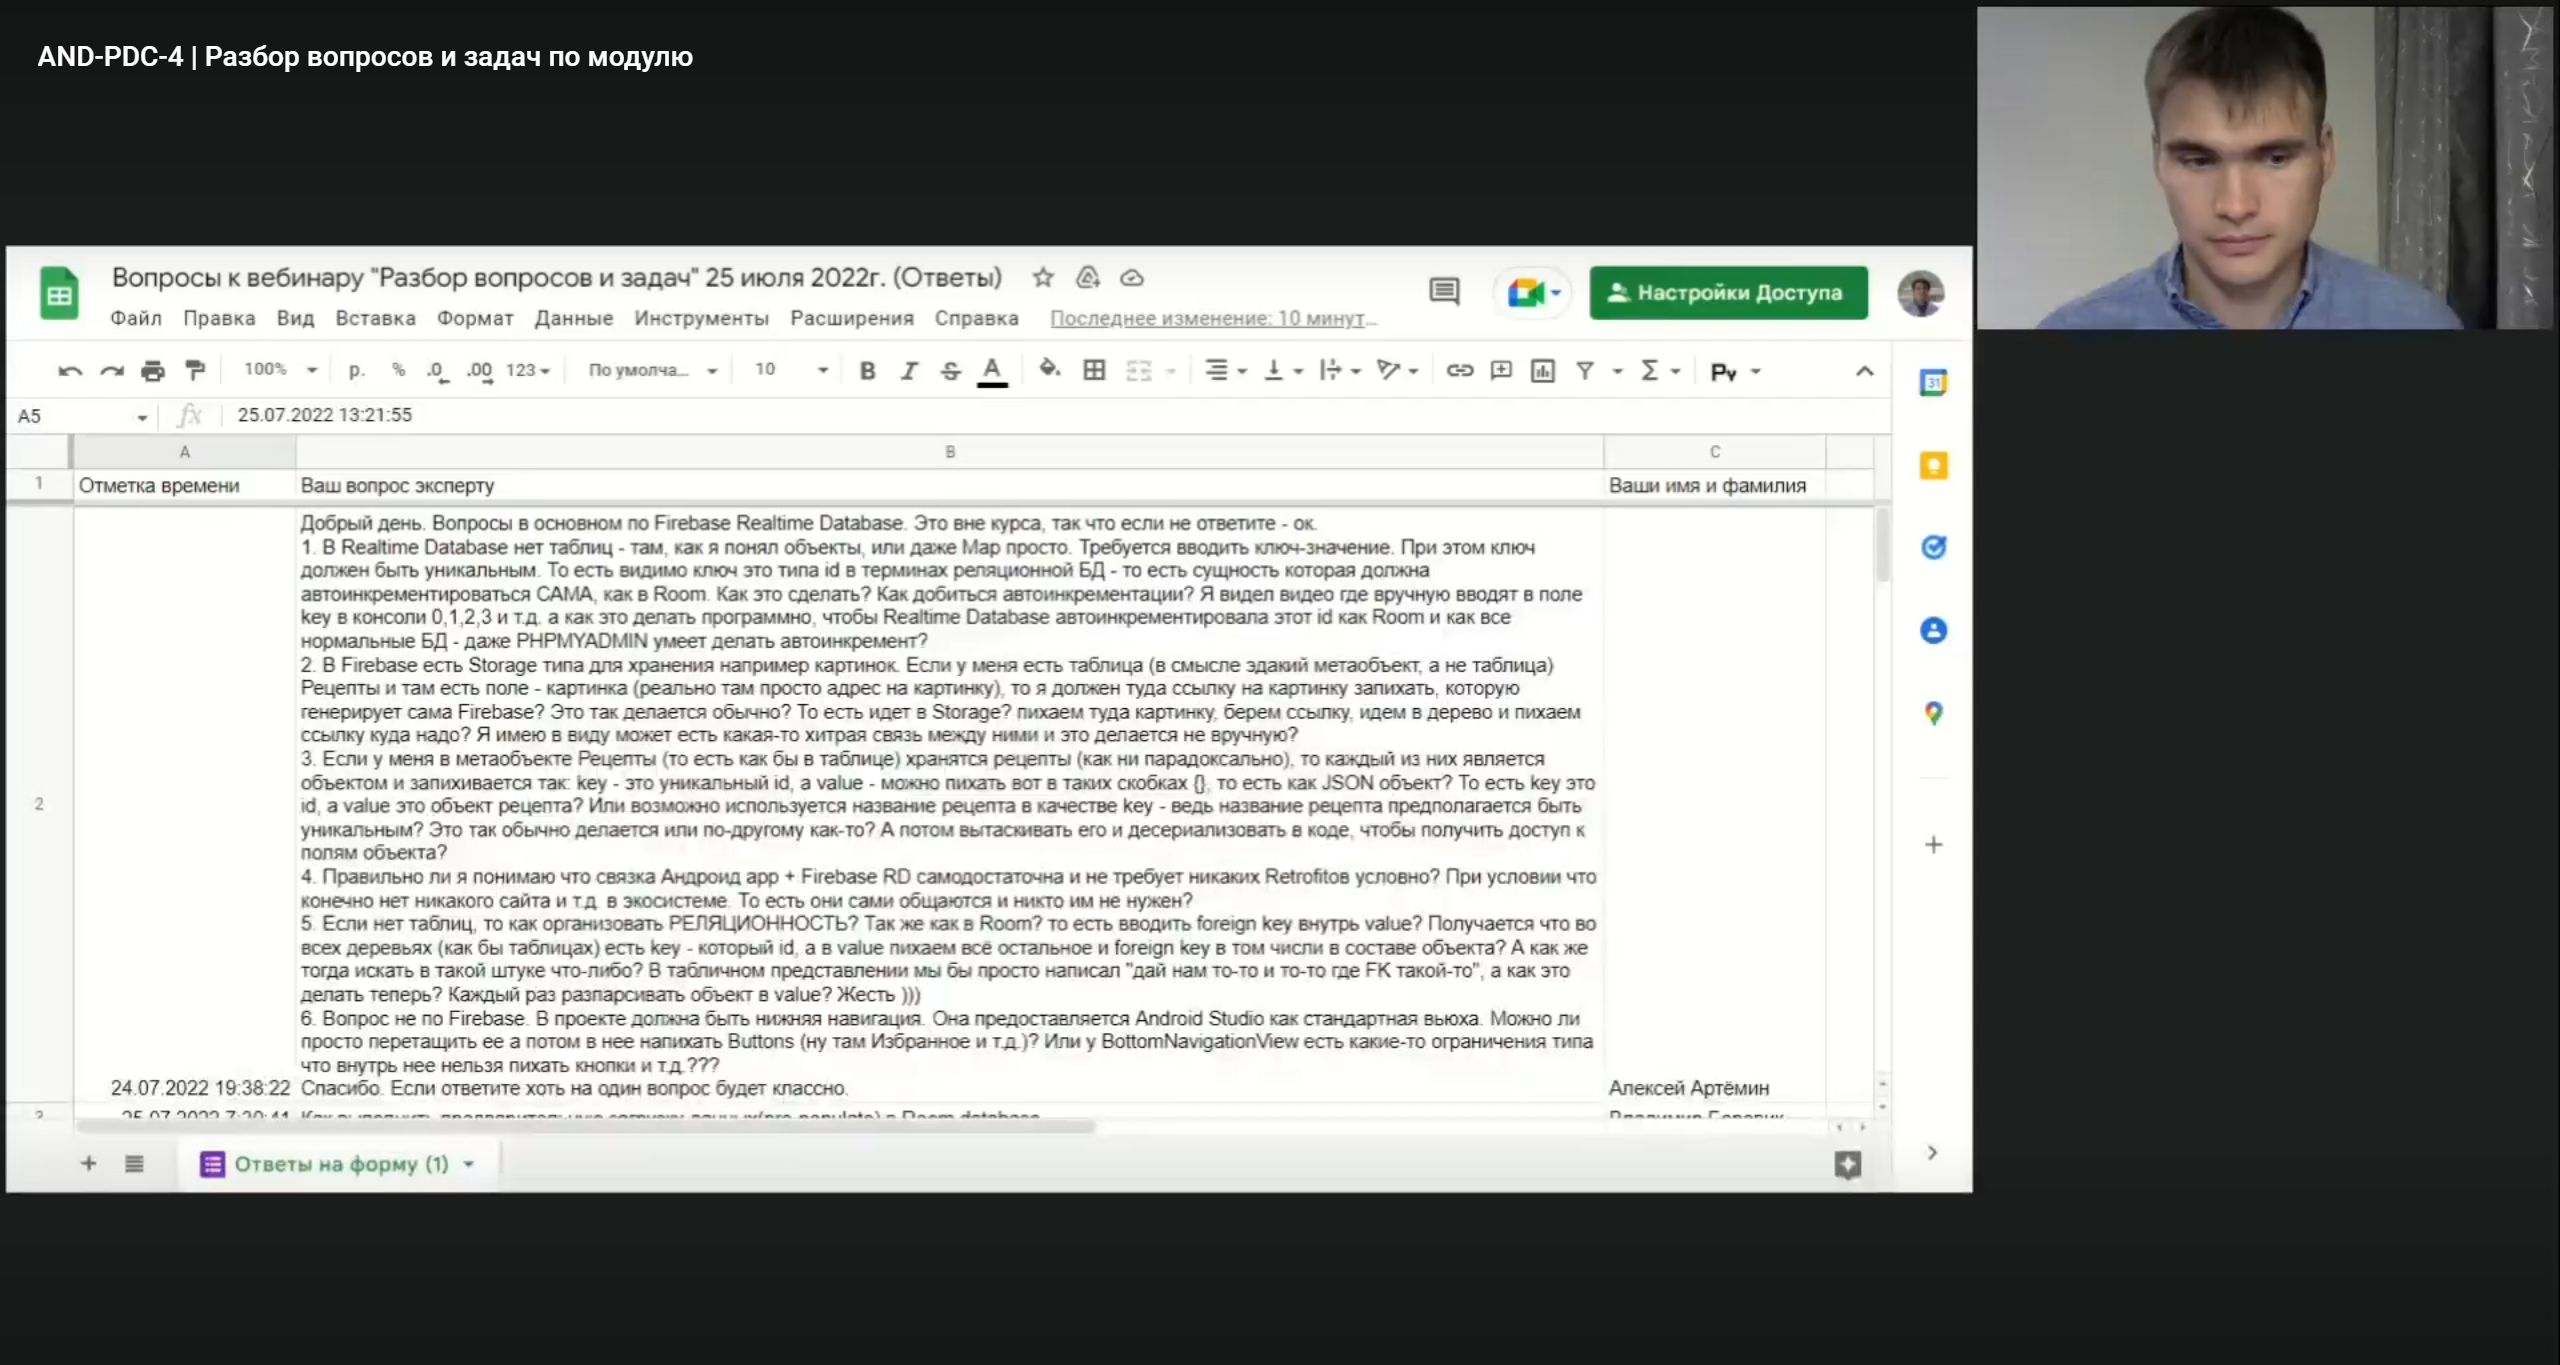 AND-PDC-4 | Разбор вопросов и задач по модулю
Вопросы к вебинару "Разбор вопросов и задач" 25 июля 2022г. (Ответы)
Настройки Доступа
Файл Правка Вид Вставка Формат Данные Инструменты Расширения Справка Последнее изменение: 10 минут...
100% р. % .0 .00 123 По умолча... 10 B I S A Σ Ру
31
A5 fx 25.07.2022 13:21:55
A B C
1 Отметка времени Ваш вопрос эксперту Ваши имя и фамилия
Добрый день. Вопросы в основном по Firebase Realtime Database. Это вне курса, так что если не ответите - ок.
1. В Realtime Database нет таблиц - там, как я понял объекты, или даже Map просто. Требуется вводить ключ-значение. При этом ключ
должен быть уникальным. То есть видимо ключ это типа id в терминах реляционной БД - то есть сущность которая должна
автоинкрементироваться САМА, как в Room. Как это сделать? Как добиться автоинкрементации? Я видел видео где вручную вводят в поле
key в консоли 0,1,2,3 и т.д. а как это делать программно, чтобы Realtime Database автоинкрементировала этот id как Room и как все
нормальные БД - даже PHPMYADMIN умеет делать автоинкремент?
2. В Firebase есть Storage типа для хранения например картинок. Если у меня есть таблица (в смысле эдакий метаобъект, а не таблица)
Рецепты и там есть поле - картинка (реально там просто адрес на картинку), то я должен туда ссылку на картинку запихать, которую
генерирует сама Firebase? Это так делается обычно? То есть идет в Storage? пихаем туда картинку, берем ссылку, идем в дерево и пихаем
ссылку куда надо? Я имею в виду может есть какая-то хитрая связь между ними и это делается не вручную?
3. Если у меня в метаобъекте Рецепты (то есть как бы в таблице) хранятся рецепты (как ни парадоксально), то каждый из них является
объектом и запихивается так: key - это уникальный id, а value - можно пихать вот в таких скобках {}, то есть как JSON объект? То есть key это
2
id, а value это объект рецепта? Или возможно используется название рецепта в качестве key - ведь название рецепта предполагается быть
уникальным? Это так обычно делается или по-другому как-то? А потом вытаскивать его и десериализовать в коде, чтобы получить доступ к
полям объекта?
4. Правильно ли я понимаю что связка Андроид app + Firebase RD самодостаточна и не требует никаких Retrofitов условно? При условии что
конечно нет никакого сайта и т.д. в экосистеме. То есть они сами общаются и никто им не нужен?
5. Если нет таблиц, то как организовать РЕЛЯЦИОННОСТЬ? Так же как в Room? то есть вводить foreign key внутрь value? Получается что во
всех деревьях (как бы таблицах) есть key - который id, а в value пихаем всё остальное и foreign key в том числи в составе объекта? А как же
тогда искать в такой штуке что-либо? В табличном представлении мы бы просто написал "дай нам то-то и то-то где FK такой-то", а как это
делать теперь? Каждый раз разпарсивать объект в value? Жесть )))
6. Вопрос не по Firebase. В проекте должна быть нижняя навигация. Она предоставляется Android Studio как стандартная вьюха. Можно ли
просто перетащить ее а потом в нее напихать Buttons (ну там Избранное и т.д.)? Или у BottomNavigationView есть какие-то ограничения типа
что внутрь нее нельзя пихать кнопки и т.д.???
24.07.2022 19:38:22 Спасибо. Если ответите хоть на один вопрос будет классно. Алексей Артёмин
3 25.07.2022 7:30:41 Room database
Ответы на форму (1)